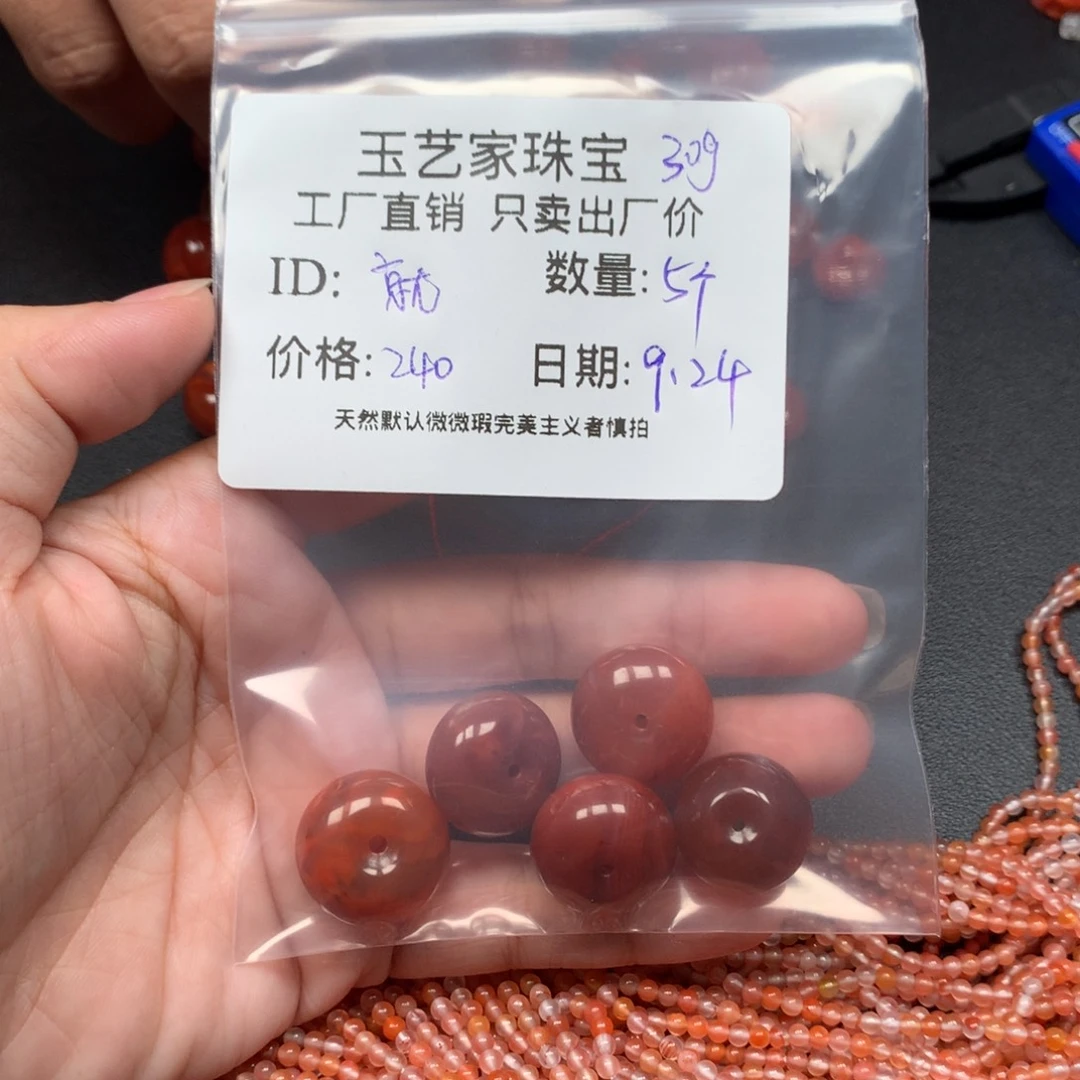 玉艺家珠宝 30g
工厂直销 只卖出厂价
ID: 数量: 5个
价格: 240 日期: 9.24
天然默认微微瑕完美主义者慎拍